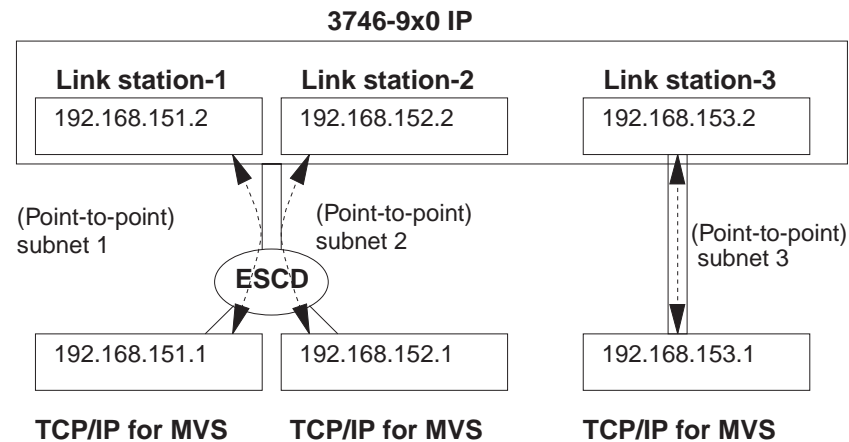 3746-9x0 IP
Link station-1
Link station-2
Link station-3
192.168.151.2
192.168.152.2
192.168.153.2
(Point-to-point)
subnet 1
(Point-to-point)
subnet 2
(Point-to-point)
subnet 3
ESCD
192.168.151.1
192.168.152.1
192.168.153.1
TCP/IP for MVS
TCP/IP for MVS
TCP/IP for MVS